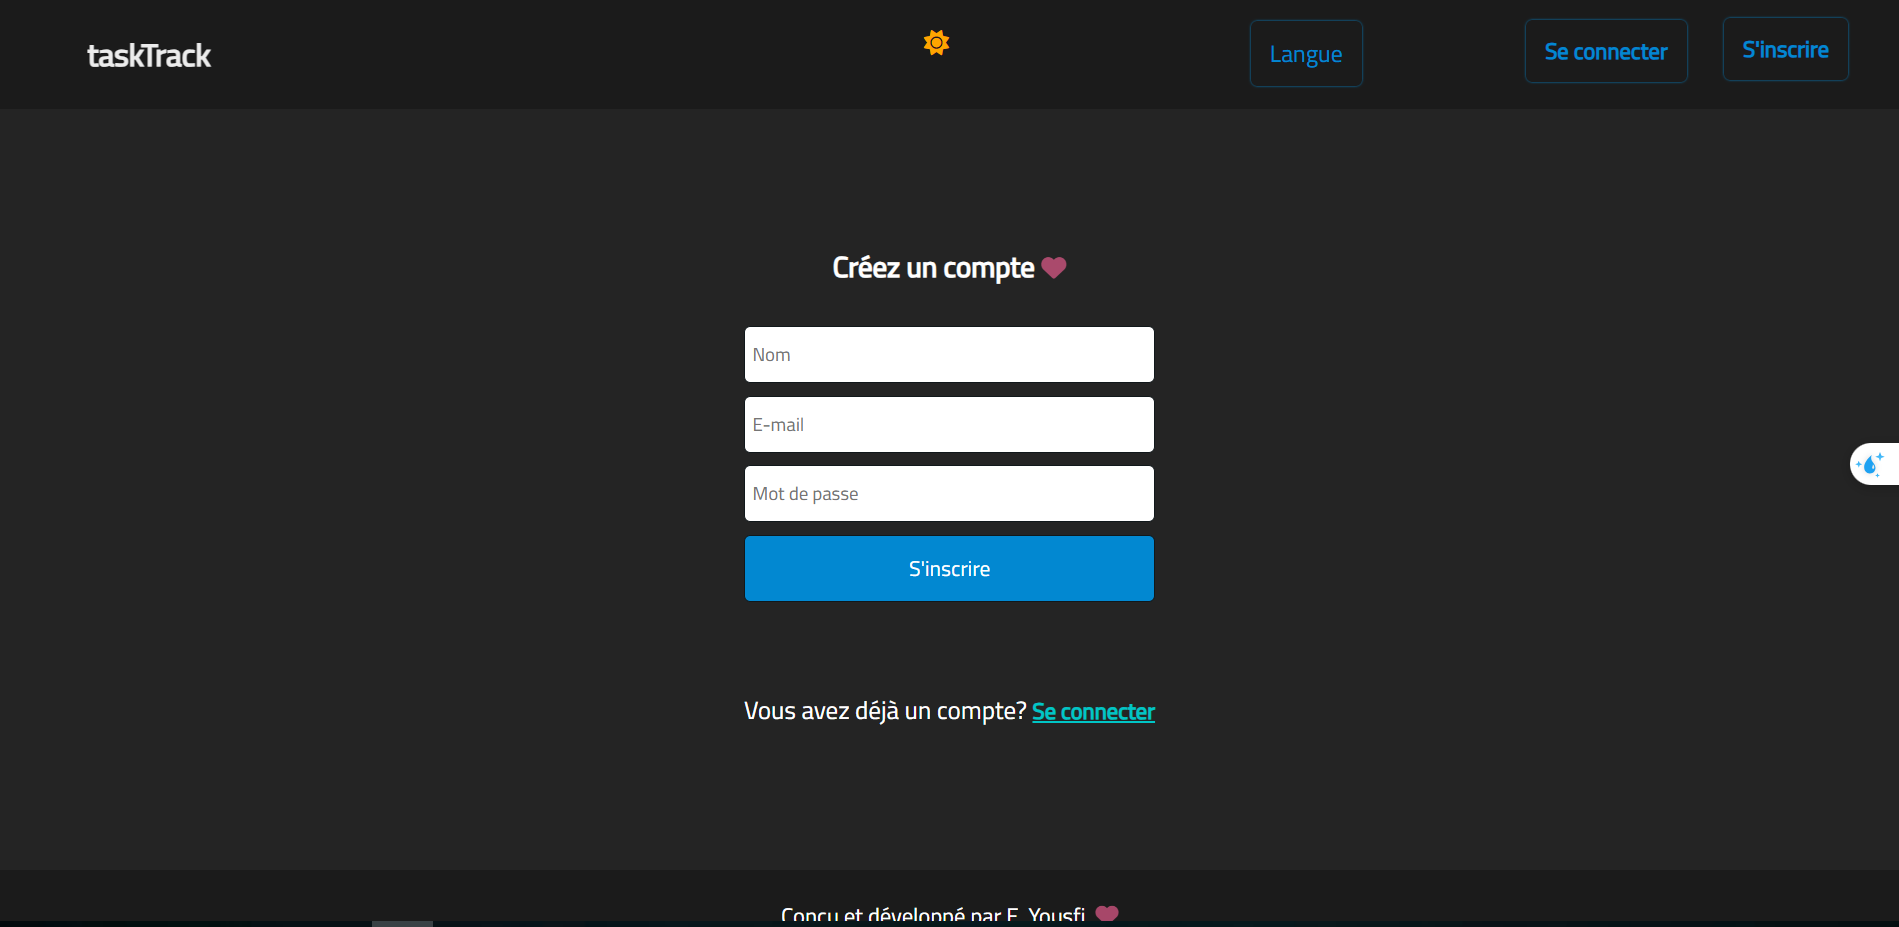 taskTrack
Langue
Se connecter
S'inscrire
Créez un compte
Nom
E-mail
Mot de passe
S'inscrire
Vous avez déjà un compte? Se connecter
Conçu et développé par E. Yousfi